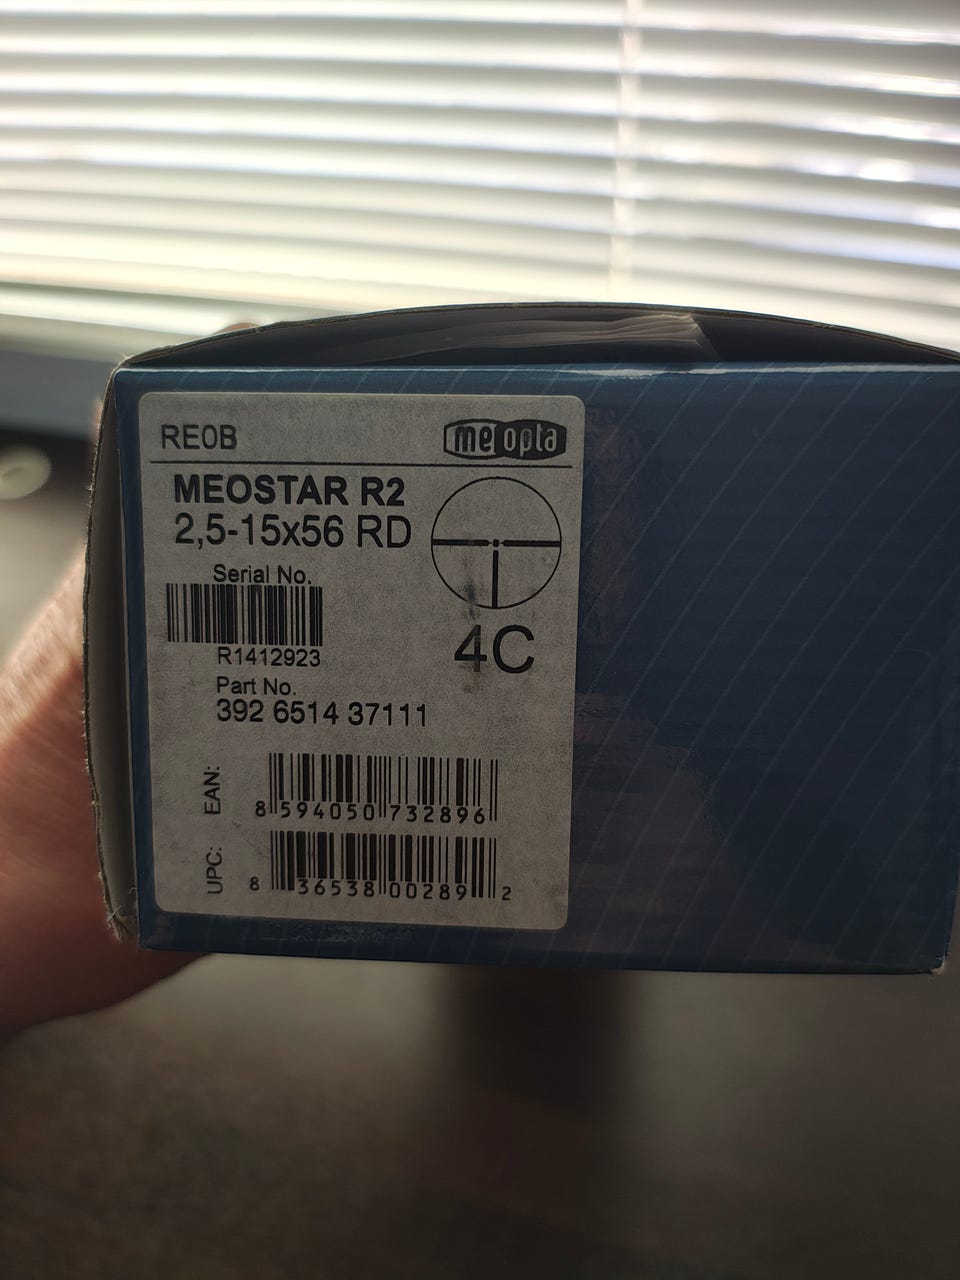 RE0B
meopta
MEOSTAR R2
2,5-15x56 RD
Serial No.
R1412923
4C
Part No.
392 6514 37111
EAN:
8 594050 732896
UPC:
8 36538 00289 2